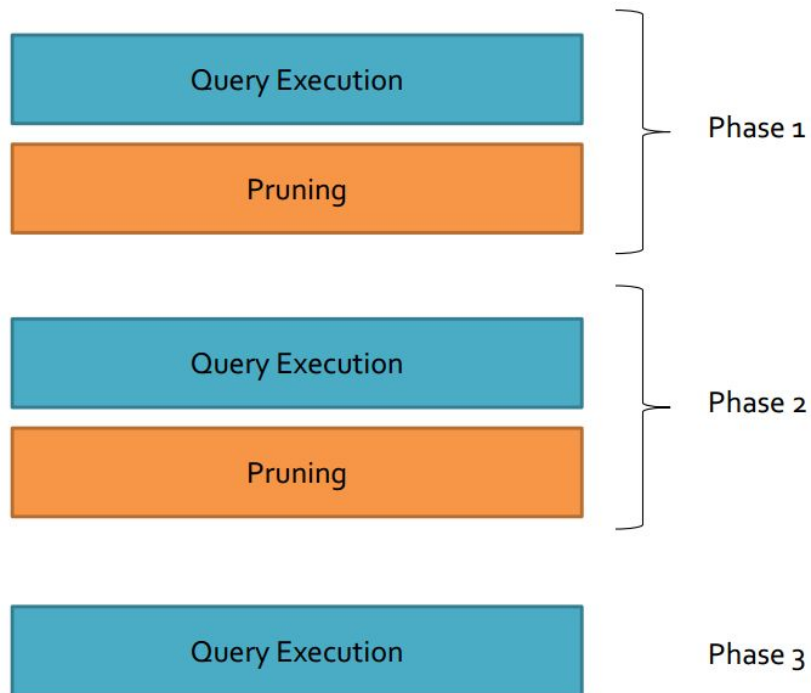 Query Execution
Phase 1
Pruning
Query Execution
Phase 2
Pruning
Query Execution
Phase 3